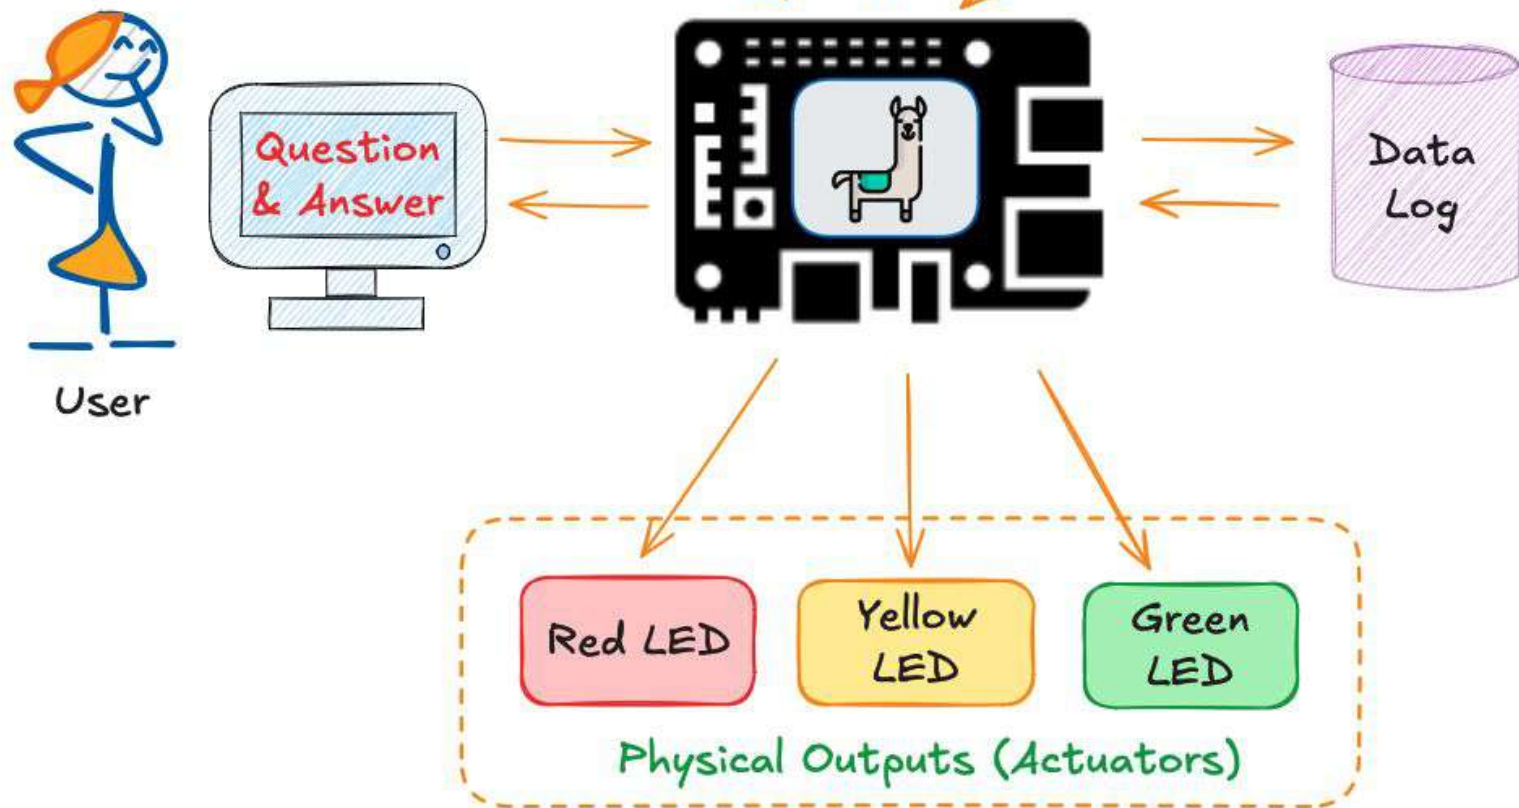 Question
& Answer
Data
Log
User
Red LED
Yellow
LED
Green
LED
Physical Outputs (Actuators)